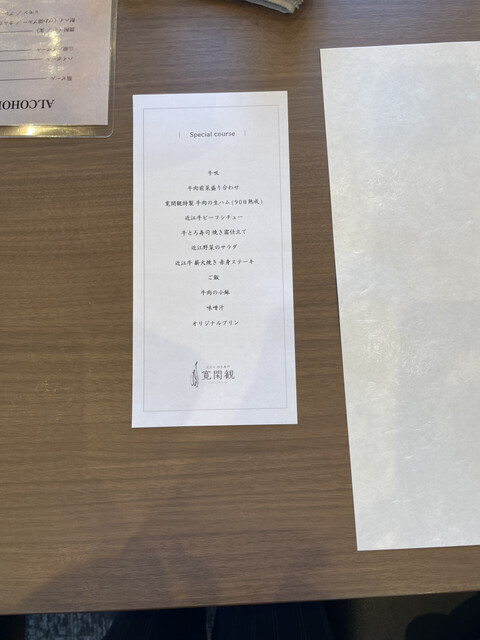 ALCOHOL
Special course
牛吸
牛肉前菜盛り合わせ
寛閑観特製 牛肉の生ハム(90日熟成)
近江牛ビーフシチュー
牛とろ寿司 焼き霜仕立て
近江野菜のサラダ
近江牛 薪火焼き 赤身ステーキ
ご飯
牛肉の小鉢
味噌汁
オリジナルプリン
寛閑観